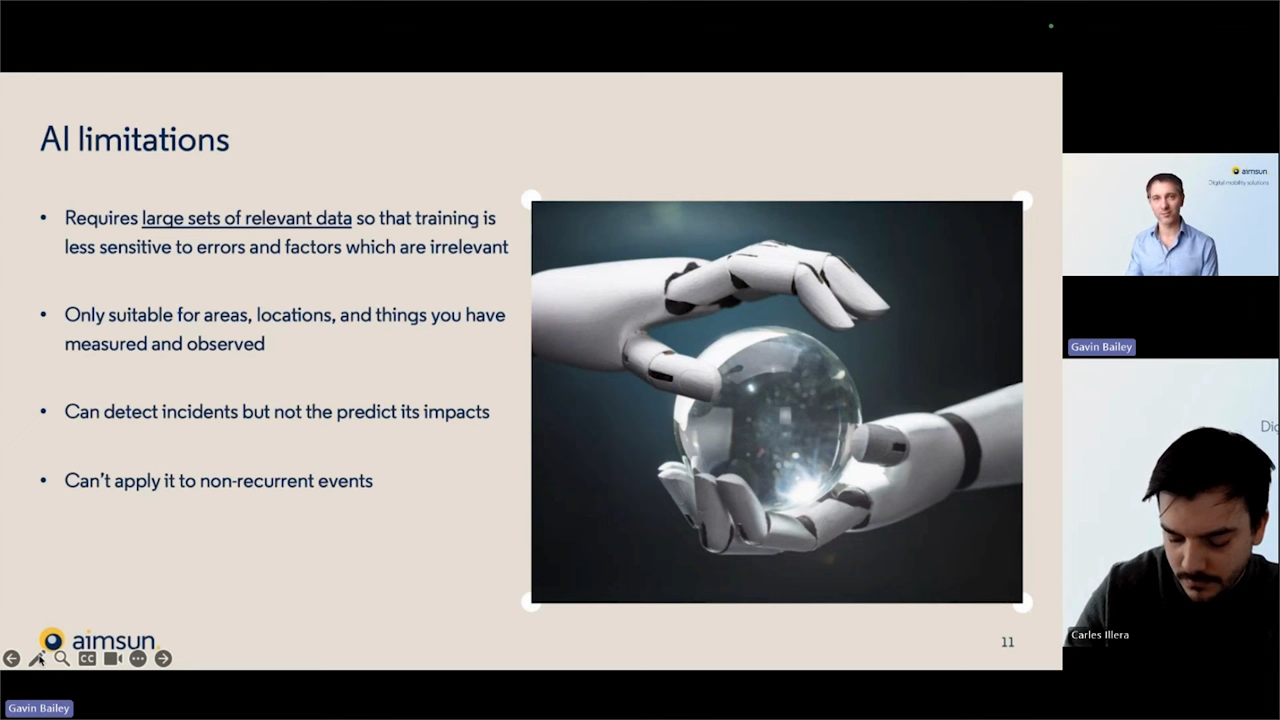 AI limitations
• Requires large sets of relevant data so that training is
less sensitive to errors and factors which are irrelevant
• Only suitable for areas, locations, and things you have
measured and observed
• Can detect incidents but not the predict its impacts
• Can't apply it to non-recurrent events
aimsun.
11
CC
Gavin Bailey
aimsun.
Digital mobility solutions
Gavin Bailey
Dig
Carles Illera